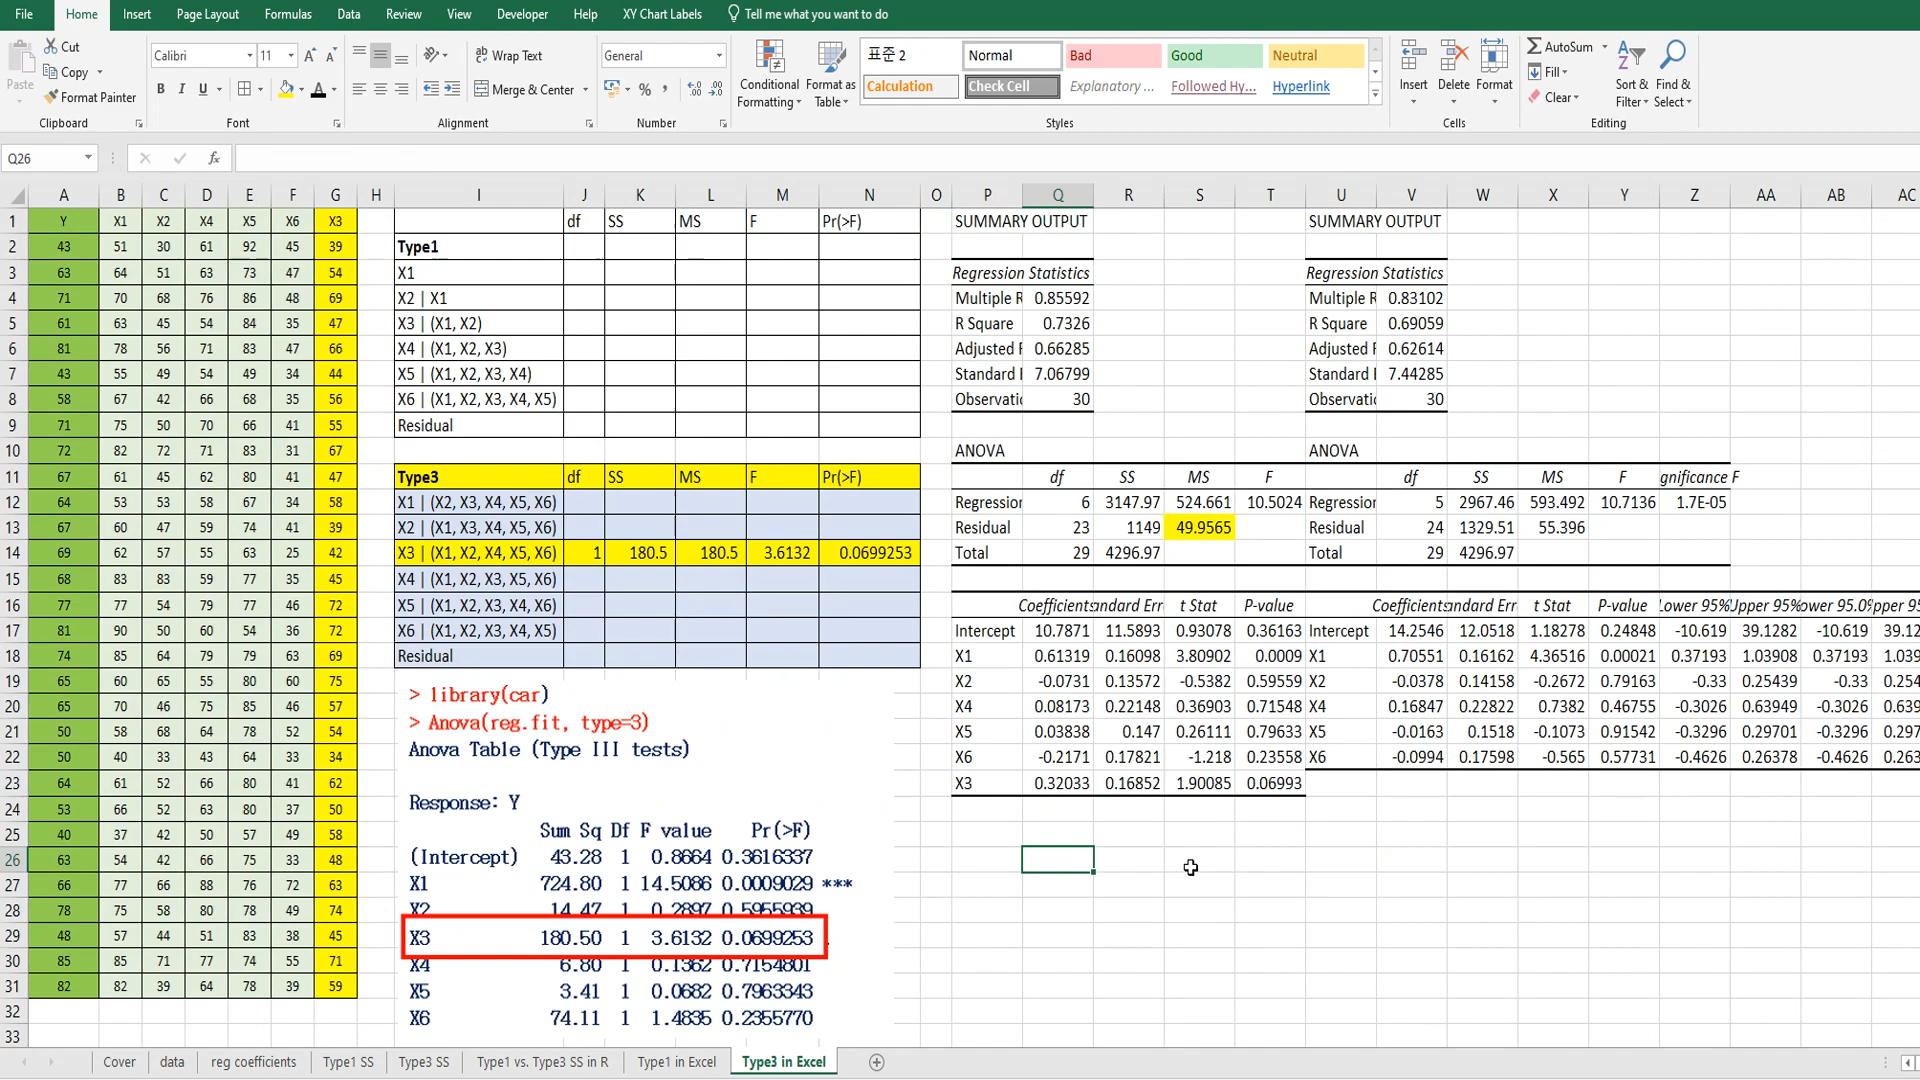 File Home Insert Page Layout Formulas Data Review View Developer Help XY Chart Labels Tell me what you want to do
Paste Cut Copy Format Painter Clipboard
Calibri 11 A A B I U A Font
Wrap Text Merge & Center Alignment
General % , Number
Conditional Formatting Format as Table
표준 2 Normal Bad Good Neutral
Calculation Check Cell Explanatory ... Followed Hy... Hyperlink
Styles
Insert Delete Format Cells
AutoSum Fill Clear Sort & Filter Find & Select Editing
Q26 fx
A B C D E F G H I J K L M N O P Q R S T U V W X Y Z AA AB AC
1 Y X1 X2 X4 X5 X6 X3 df SS MS F Pr(>F) SUMMARY OUTPUT SUMMARY OUTPUT
2 43 51 30 61 92 45 39 Type1
3 63 64 51 63 73 47 54 X1 Regression Statistics Regression Statistics
4 71 70 68 76 86 48 69 X2 | X1 Multiple R 0.85592 Multiple R 0.83102
5 61 63 45 54 84 35 47 X3 | (X1, X2) R Square 0.7326 R Square 0.69059
6 81 78 56 71 83 47 66 X4 | (X1, X2, X3) Adjusted 0.66285 Adjusted 0.62614
7 43 55 49 54 49 34 44 X5 | (X1, X2, X3, X4) Standard 7.06799 Standard 7.44285
8 58 67 42 66 68 35 56 X6 | (X1, X2, X3, X4, X5) Observatio 30 Observatio 30
9 71 75 50 70 66 41 55 Residual
10 72 82 72 71 83 31 67 ANOVA ANOVA
11 67 61 45 62 80 41 47 Type3 df SS MS F Pr(>F) df SS MS F df SS MS F gnificance F
12 64 53 53 58 67 34 58 X1 | (X2, X3, X4, X5, X6) Regression 6 3147.97 524.661 10.5024 Regression 5 2967.46 593.492 10.7136 1.7E-05
13 67 60 47 59 74 41 39 X2 | (X1, X3, X4, X5, X6) Residual 23 1149 49.9565 Residual 24 1329.51 55.396
14 69 62 57 55 63 25 42 X3 | (X1, X2, X4, X5, X6) 1 180.5 180.5 3.6132 0.0699253 Total 29 4296.97 Total 29 4296.97
15 68 83 83 59 77 35 45 X4 | (X1, X2, X3, X5, X6)
16 77 77 54 79 77 46 72 X5 | (X1, X2, X3, X4, X6) Coefficients andard Err t Stat P-value Coefficients andard Err t Stat P-value Lower 95% Upper 95% ower 95.0% pper 95
17 81 90 50 60 54 36 72 X6 | (X1, X2, X3, X4, X5) Intercept 10.7871 11.5893 0.93078 0.36163 Intercept 14.2546 12.0518 1.18278 0.24848 -10.619 39.1282 -10.619 39.12
18 74 85 64 79 79 63 69 Residual X1 0.61319 0.16098 3.80902 0.0009 X1 0.70551 0.16162 4.36516 0.00021 0.37193 1.03908 0.37193 1.039
19 65 60 65 55 80 60 75 X2 -0.0731 0.13572 -0.5382 0.59559 X2 -0.0378 0.14158 -0.2672 0.79163 -0.33 0.25449 -0.33 0.254
20 65 70 46 75 85 46 57 X4 0.08173 0.22148 0.36903 0.71548 X4 0.16847 0.22822 0.7382 0.46755 -0.3026 0.63949 -0.3026 0.639
21 50 58 68 64 78 52 54 X5 0.03838 0.147 0.26111 0.79633 X5 -0.0163 0.1518 -0.1073 0.91542 -0.3296 0.29701 -0.3296 0.297
22 50 40 33 43 64 33 34 X6 -0.2171 0.17821 -1.218 0.23558 X6 -0.0994 0.17598 -0.565 0.57731 -0.4626 0.26378 -0.4626 0.263
23 64 61 52 66 80 41 62 X3 0.32033 0.16852 1.90085 0.06993
24 53 66 52 63 80 37 50
25 40 37 42 50 57 49 58
26 63 54 42 66 75 33 48
27 66 77 66 88 76 72 63
28 78 75 58 80 78 49 74
29 48 57 44 51 83 38 45
30 85 85 71 77 74 55 71
31 82 82 39 64 78 39 59
32
33
> library(car)
> Anova(reg.fit, type=3)
Anova Table (Type III tests)
Response: Y
Sum Sq Df F value Pr(>F)
(Intercept) 43.28 1 0.8664 0.3616337
X1 724.80 1 14.5086 0.0009029 ***
X2 14.47 1 0.2897 0.5955939
X3 180.50 1 3.6132 0.0699253 .
X4 6.80 1 0.1362 0.7154801
X5 3.41 1 0.0682 0.7963343
X6 74.11 1 1.4835 0.2355770
Cover data reg coefficients Type1 SS Type3 SS Type1 vs. Type3 SS in R Type1 in Excel Type3 in Excel